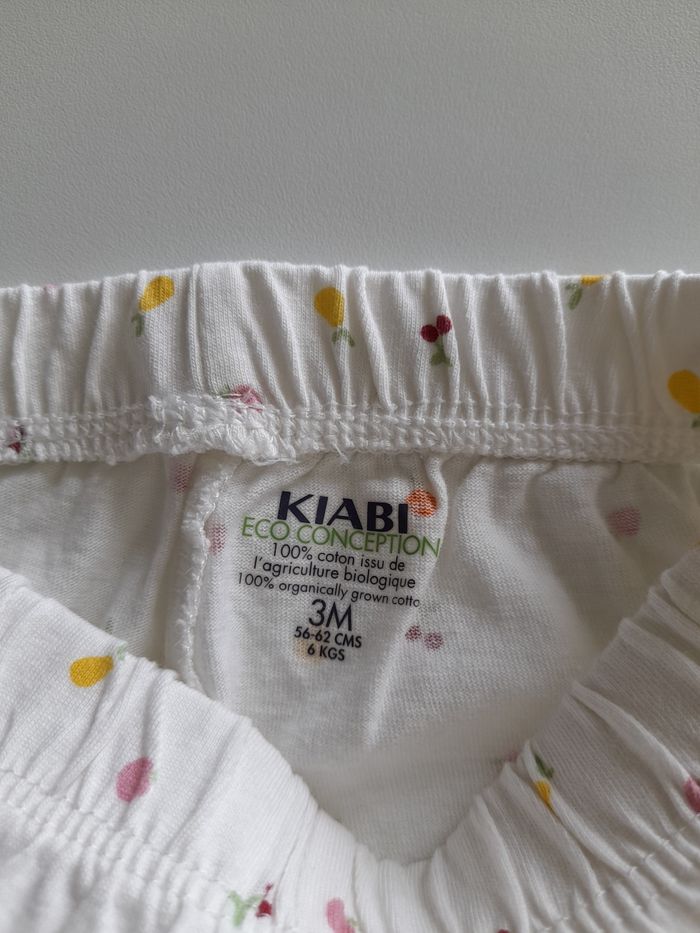 KIABI
ECO CONCEPTION
100% coton issu de
l'agriculture biologique
100% organically grown cotto
3M
56-62 CMS
6 KGS